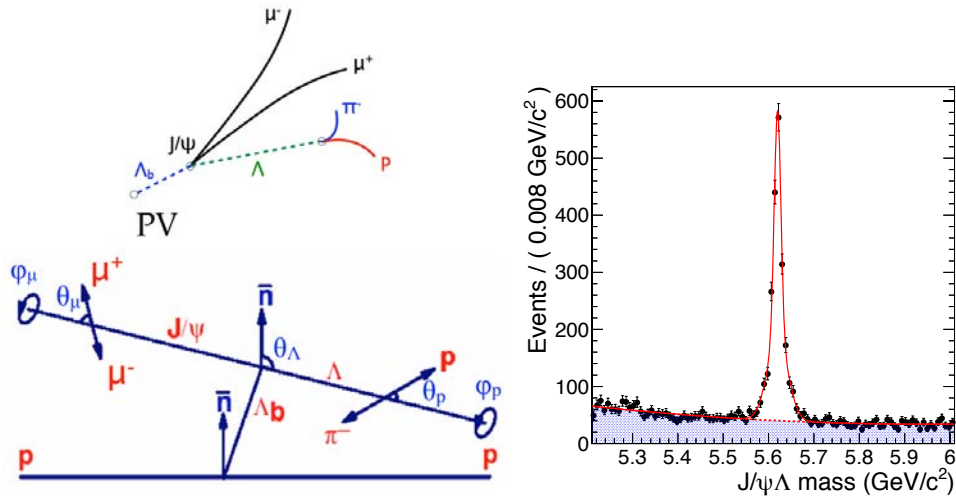 μ-
μ+
π-
J/ψ
p
Λb
Λ
PV
φμ
μ+
θμ
n̄
J/ψ
θΛ
μ-
Λ
p
n̄
Λb
θp
φp
π−
p
p
600
500
400
300
200
100
0
Events / ( 0.008 GeV/c²)
5.3 5.4 5.5 5.6 5.7 5.8 5.9 6
J/ψΛ mass (GeV/c²)